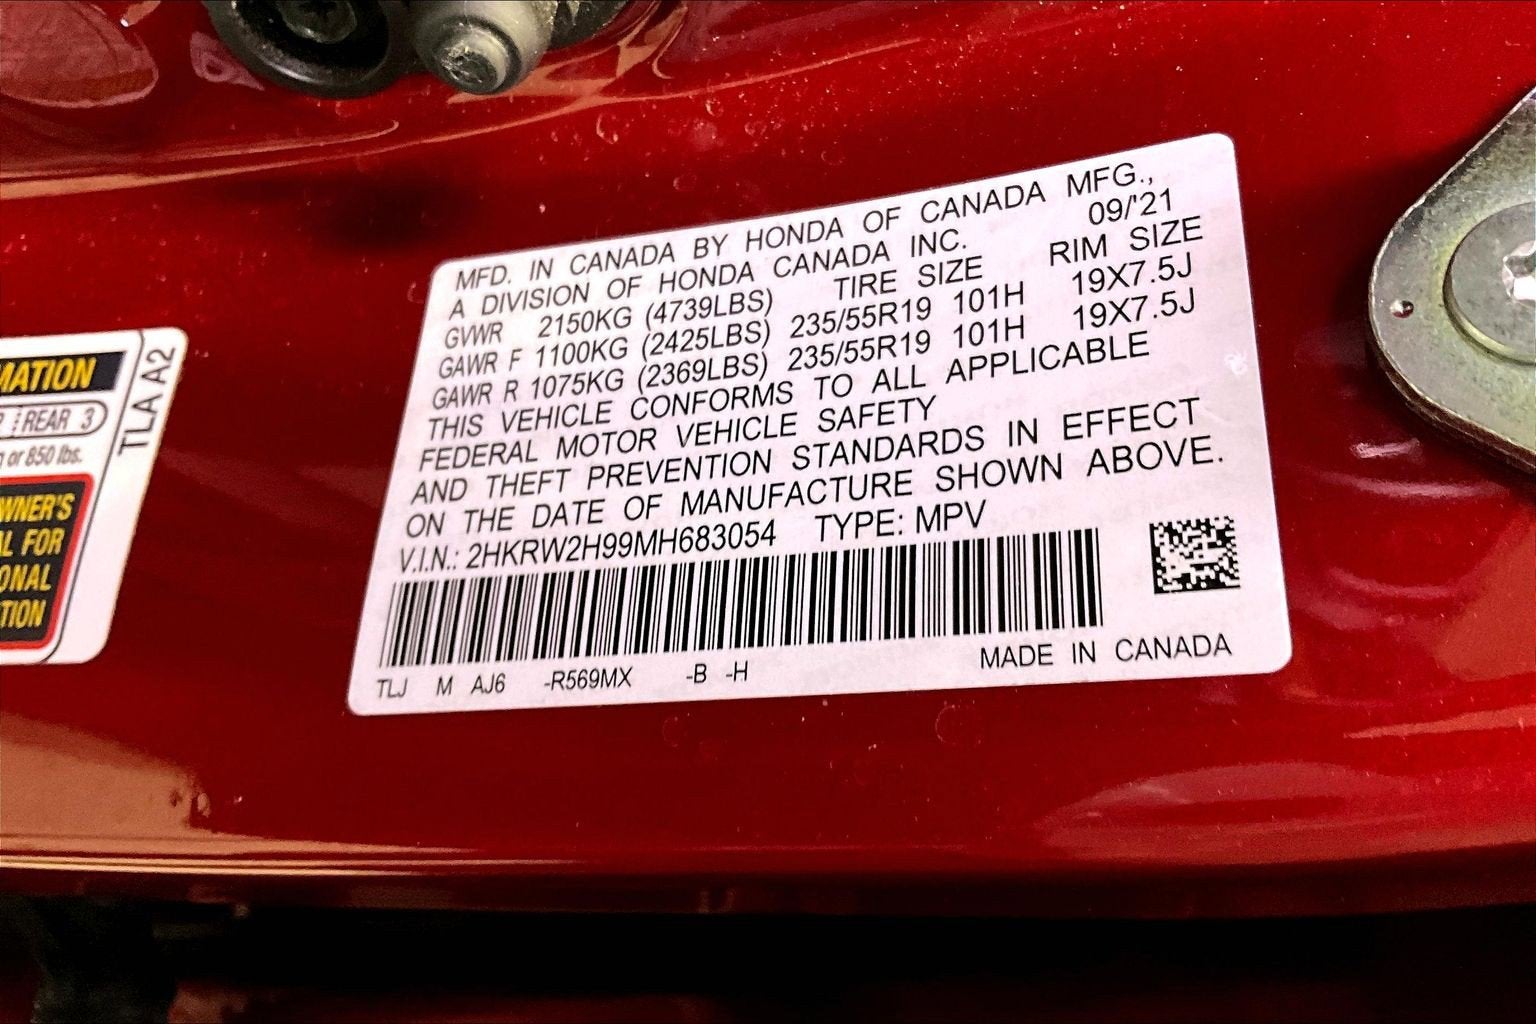 MFD. IN CANADA BY HONDA OF CANADA MFG.,
A DIVISION OF HONDA CANADA INC. 09/'21
GVWR 2150KG (4739LBS) TIRE SIZE RIM SIZE
GAWR F 1100KG (2425LBS) 235/55R19 101H 19X7.5J
GAWR R 1075KG (2369LBS) 235/55R19 101H 19X7.5J
THIS VEHICLE CONFORMS TO ALL APPLICABLE
FEDERAL MOTOR VEHICLE SAFETY
AND THEFT PREVENTION STANDARDS IN EFFECT
ON THE DATE OF MANUFACTURE SHOWN ABOVE.
V.I.N.: 2HKRW2H99MH683054 TYPE: MPV
TLJ M AJ6 -R569MX -B -H
MADE IN CANADA
MATION
REAR 3
or 850 lbs.
WNER'S
AL FOR
ONAL
TION
TLA A2